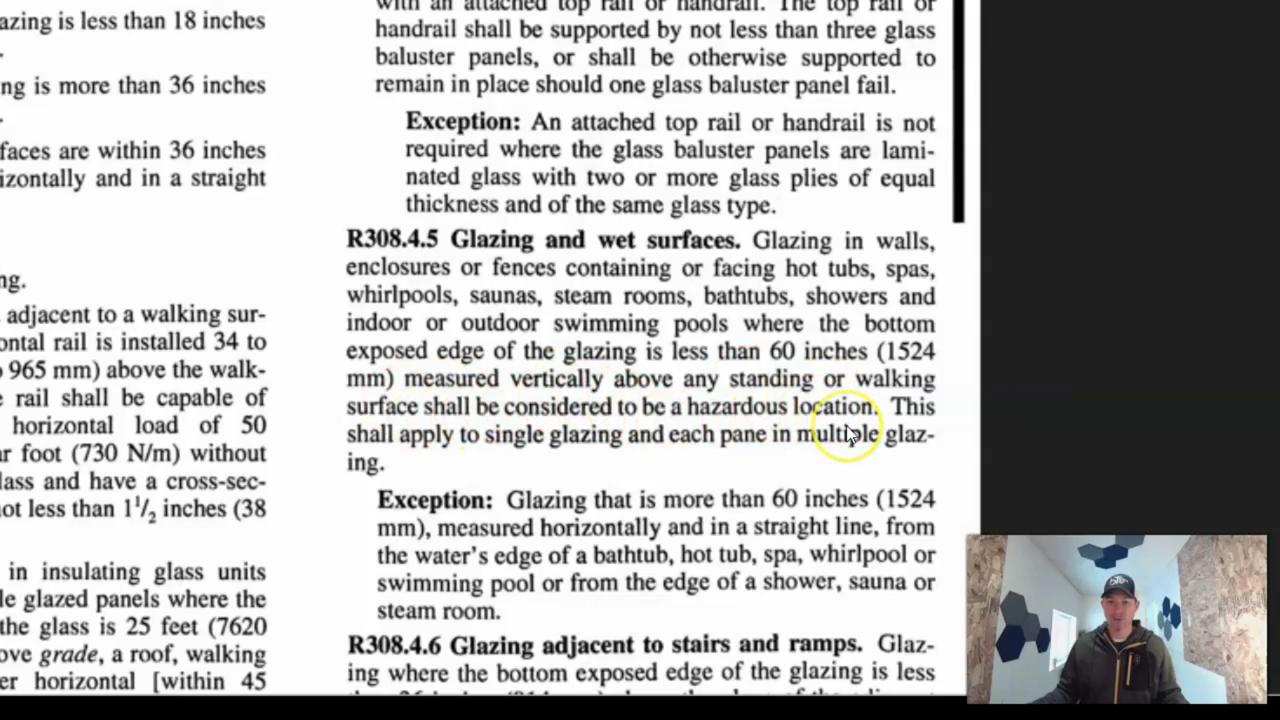 azing is less than 18 inches
ng is more than 36 inches
faces are within 36 inches
izontally and in a straight
ng.
adjacent to a walking sur-
ontal rail is installed 34 to
965 mm) above the walk-
rail shall be capable of
horizontal load of 50
ar foot (730 N/m) without
lass and have a cross-sec-
not less than 1 1/2 inches (38
in insulating glass units
le glazed panels where the
the glass is 25 feet (7620
ove grade, a roof, walking
er horizontal [within 45
with an attached top rail or handrail. The top rail or
handrail shall be supported by not less than three glass
baluster panels, or shall be otherwise supported to
remain in place should one glass baluster panel fail.
Exception: An attached top rail or handrail is not
required where the glass baluster panels are lami-
nated glass with two or more glass plies of equal
thickness and of the same glass type.
R308.4.5 Glazing and wet surfaces. Glazing in walls,
enclosures or fences containing or facing hot tubs, spas,
whirlpools, saunas, steam rooms, bathtubs, showers and
indoor or outdoor swimming pools where the bottom
exposed edge of the glazing is less than 60 inches (1524
mm) measured vertically above any standing or walking
surface shall be considered to be a hazardous location. This
shall apply to single glazing and each pane in multiple glaz-
ing.
Exception: Glazing that is more than 60 inches (1524
mm), measured horizontally and in a straight line, from
the water's edge of a bathtub, hot tub, spa, whirlpool or
swimming pool or from the edge of a shower, sauna or
steam room.
R308.4.6 Glazing adjacent to stairs and ramps. Glaz-
ing where the bottom exposed edge of the glazing is less